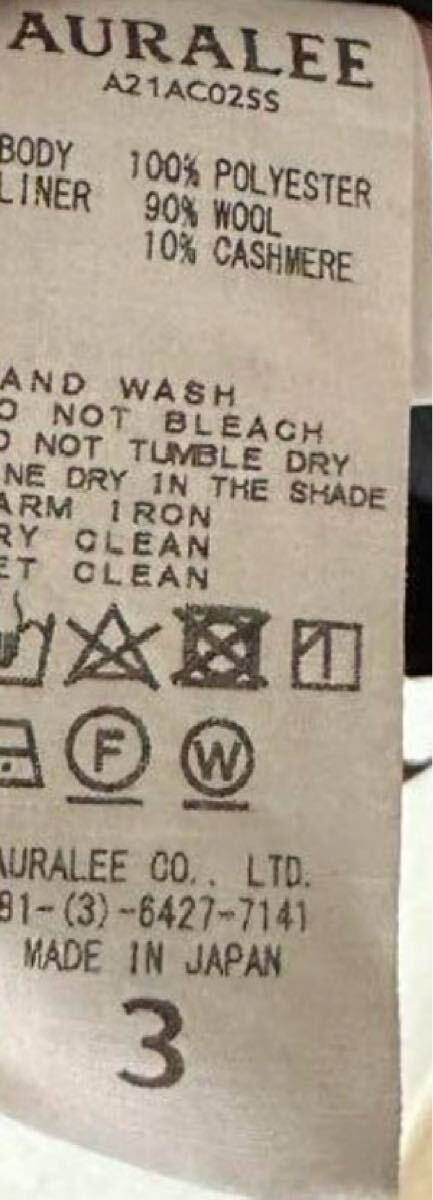 AURALEE
A21AC02SS
BODY 100% POLYESTER
LINER 90% WOOL
10% CASHMERE
AND WASH
O NOT BLEACH
O NOT TUMBLE DRY
NE DRY IN THE SHADE
ARM IRON
RY CLEAN
ET CLEAN
F W
AURALEE CO., LTD.
81-(3)-6427-7141
MADE IN JAPAN
3